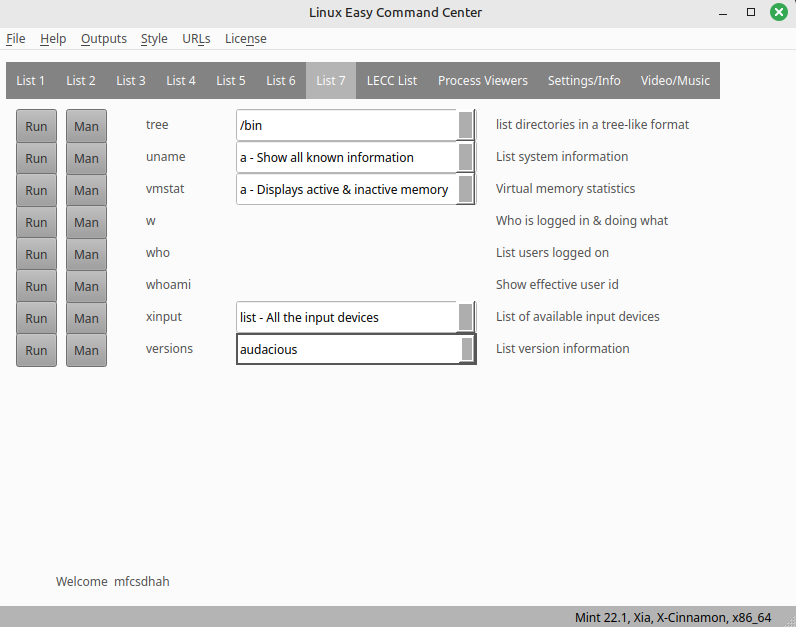 Linux Easy Command Center
File Help Outputs Style URLs License
List 1 List 2 List 3 List 4 List 5 List 6 List 7 LECC List Process Viewers Settings/Info Video/Music
Run Man tree /bin list directories in a tree-like format
Run Man uname a - Show all known information List system information
Run Man vmstat a - Displays active & inactive memory Virtual memory statistics
Run Man w Who is logged in & doing what
Run Man who List users logged on
Run Man whoami Show effective user id
Run Man xinput list - All the input devices List of available input devices
Run Man versions audacious List version information
Welcome mfcsdhah
Mint 22.1, Xia, X-Cinnamon, x86_64